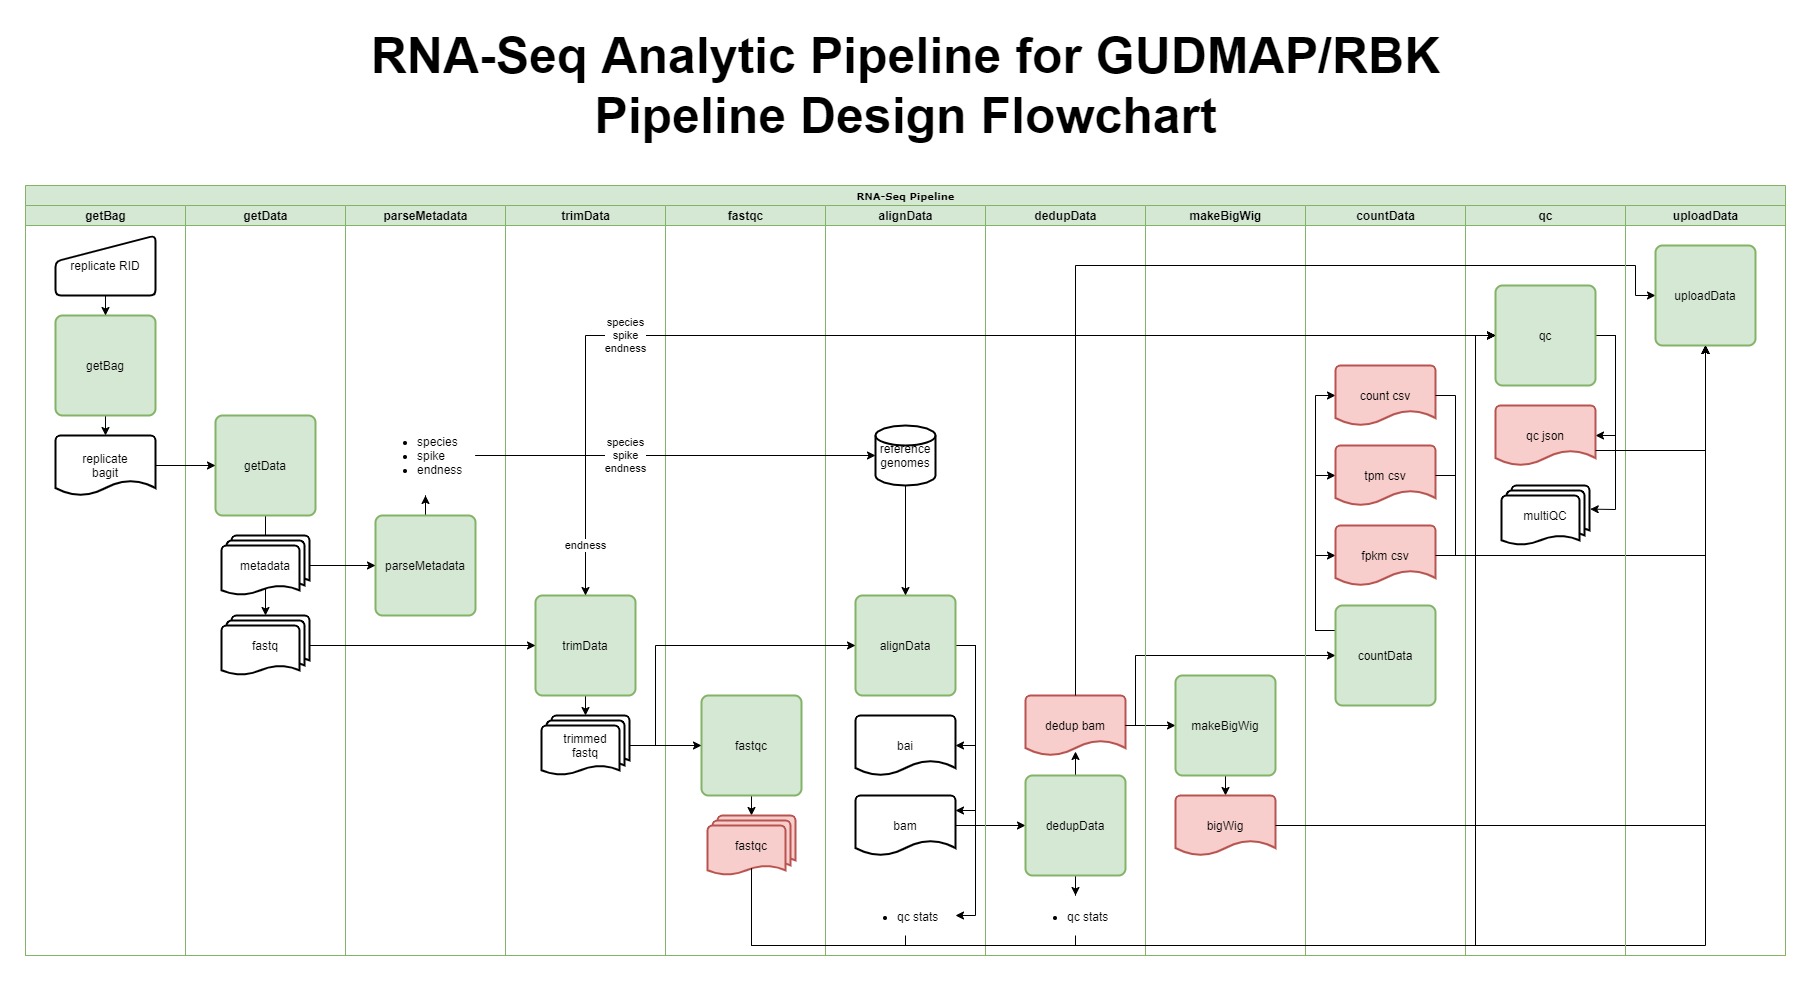 RNA-Seq Analytic Pipeline for GUDMAP/RBK
Pipeline Design Flowchart
RNA-Seq Pipeline
getBag
getData
parseMetadata
trimData
fastqc
alignData
dedupData
makeBigWig
countData
qc
uploadData
replicate RID
getBag
replicate
bagit
getData
metadata
fastq
• species
• spike
• endness
parseMetadata
species
spike
endness
species
spike
endness
endness
trimData
trimmed
fastq
fastqc
fastqc
reference
genomes
alignData
bai
bam
• qc stats
dedup bam
dedupData
• qc stats
makeBigWig
bigWig
count csv
tpm csv
fpkm csv
countData
qc
qc json
multiQC
uploadData